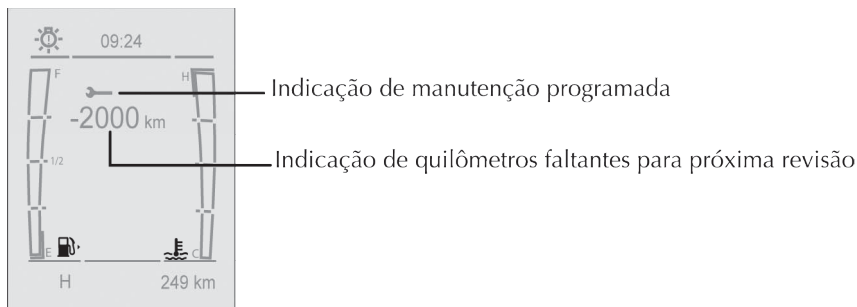 09:24
F
H
Indicação de manutenção programada
-2000 km
Indicação de quilômetros faltantes para próxima revisão
1/2
E
C
H
249 km